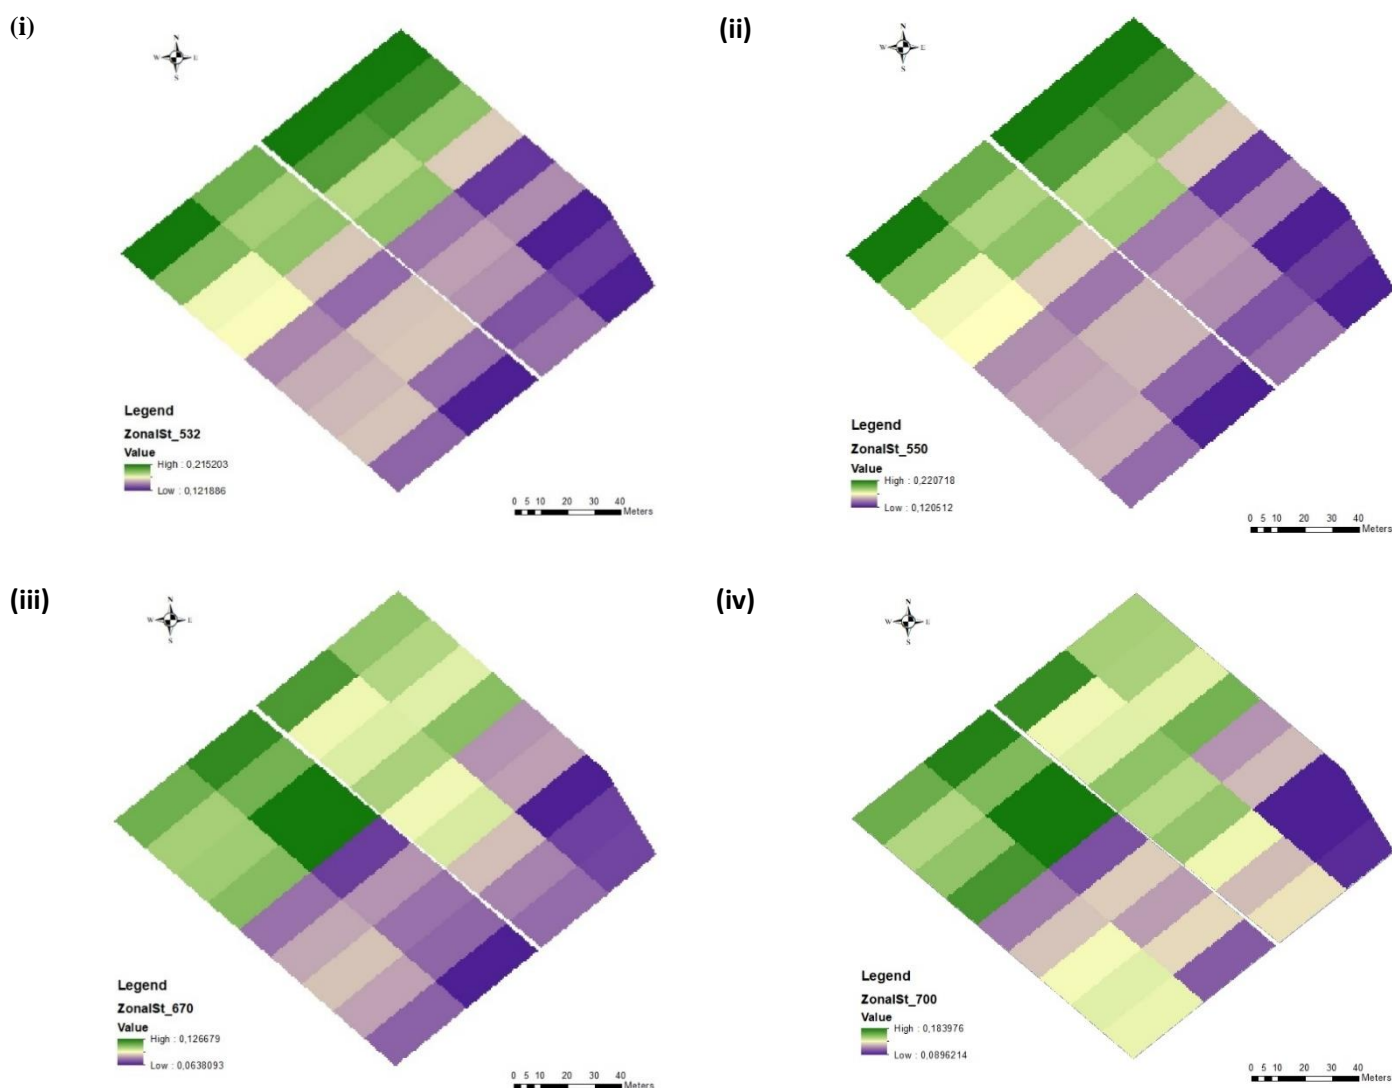 (i)
N
W E
S
Legend
ZonalSt_532
Value
High : 0,215203
Low : 0,121886
0 5 10 20 30 40
Meters
(ii)
N
W E
S
Legend
ZonalSt_550
Value
High : 0,220718
Low : 0,120512
0 5 10 20 30 40
Meters
(iii)
N
W E
S
Legend
ZonalSt_670
Value
High : 0,126679
Low : 0,0638093
0 5 10 20 30 40
Meters
(iv)
N
W E
S
Legend
ZonalSt_700
Value
High : 0,183976
Low : 0,0896214
0 5 10 20 30 40
Meters